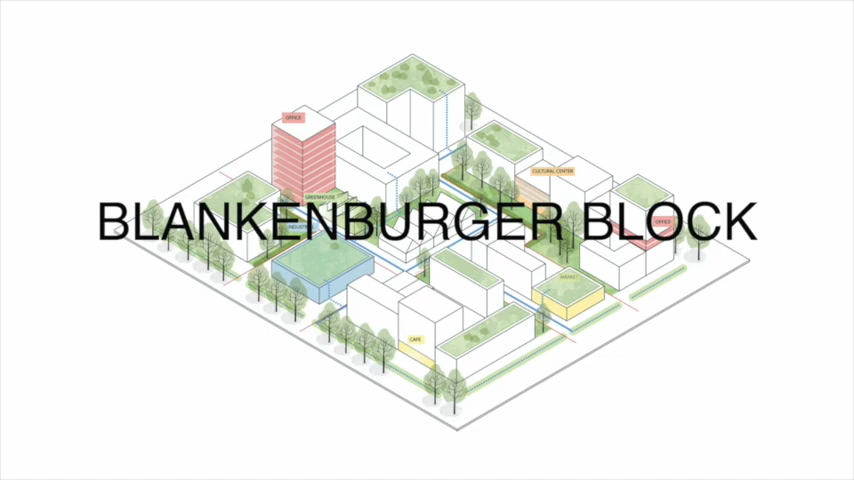 OFFICE
CULTURAL CENTER
GREENHOUSE
BLANKENBURGER BLOCK
OFFICE
MARKET
CAFE